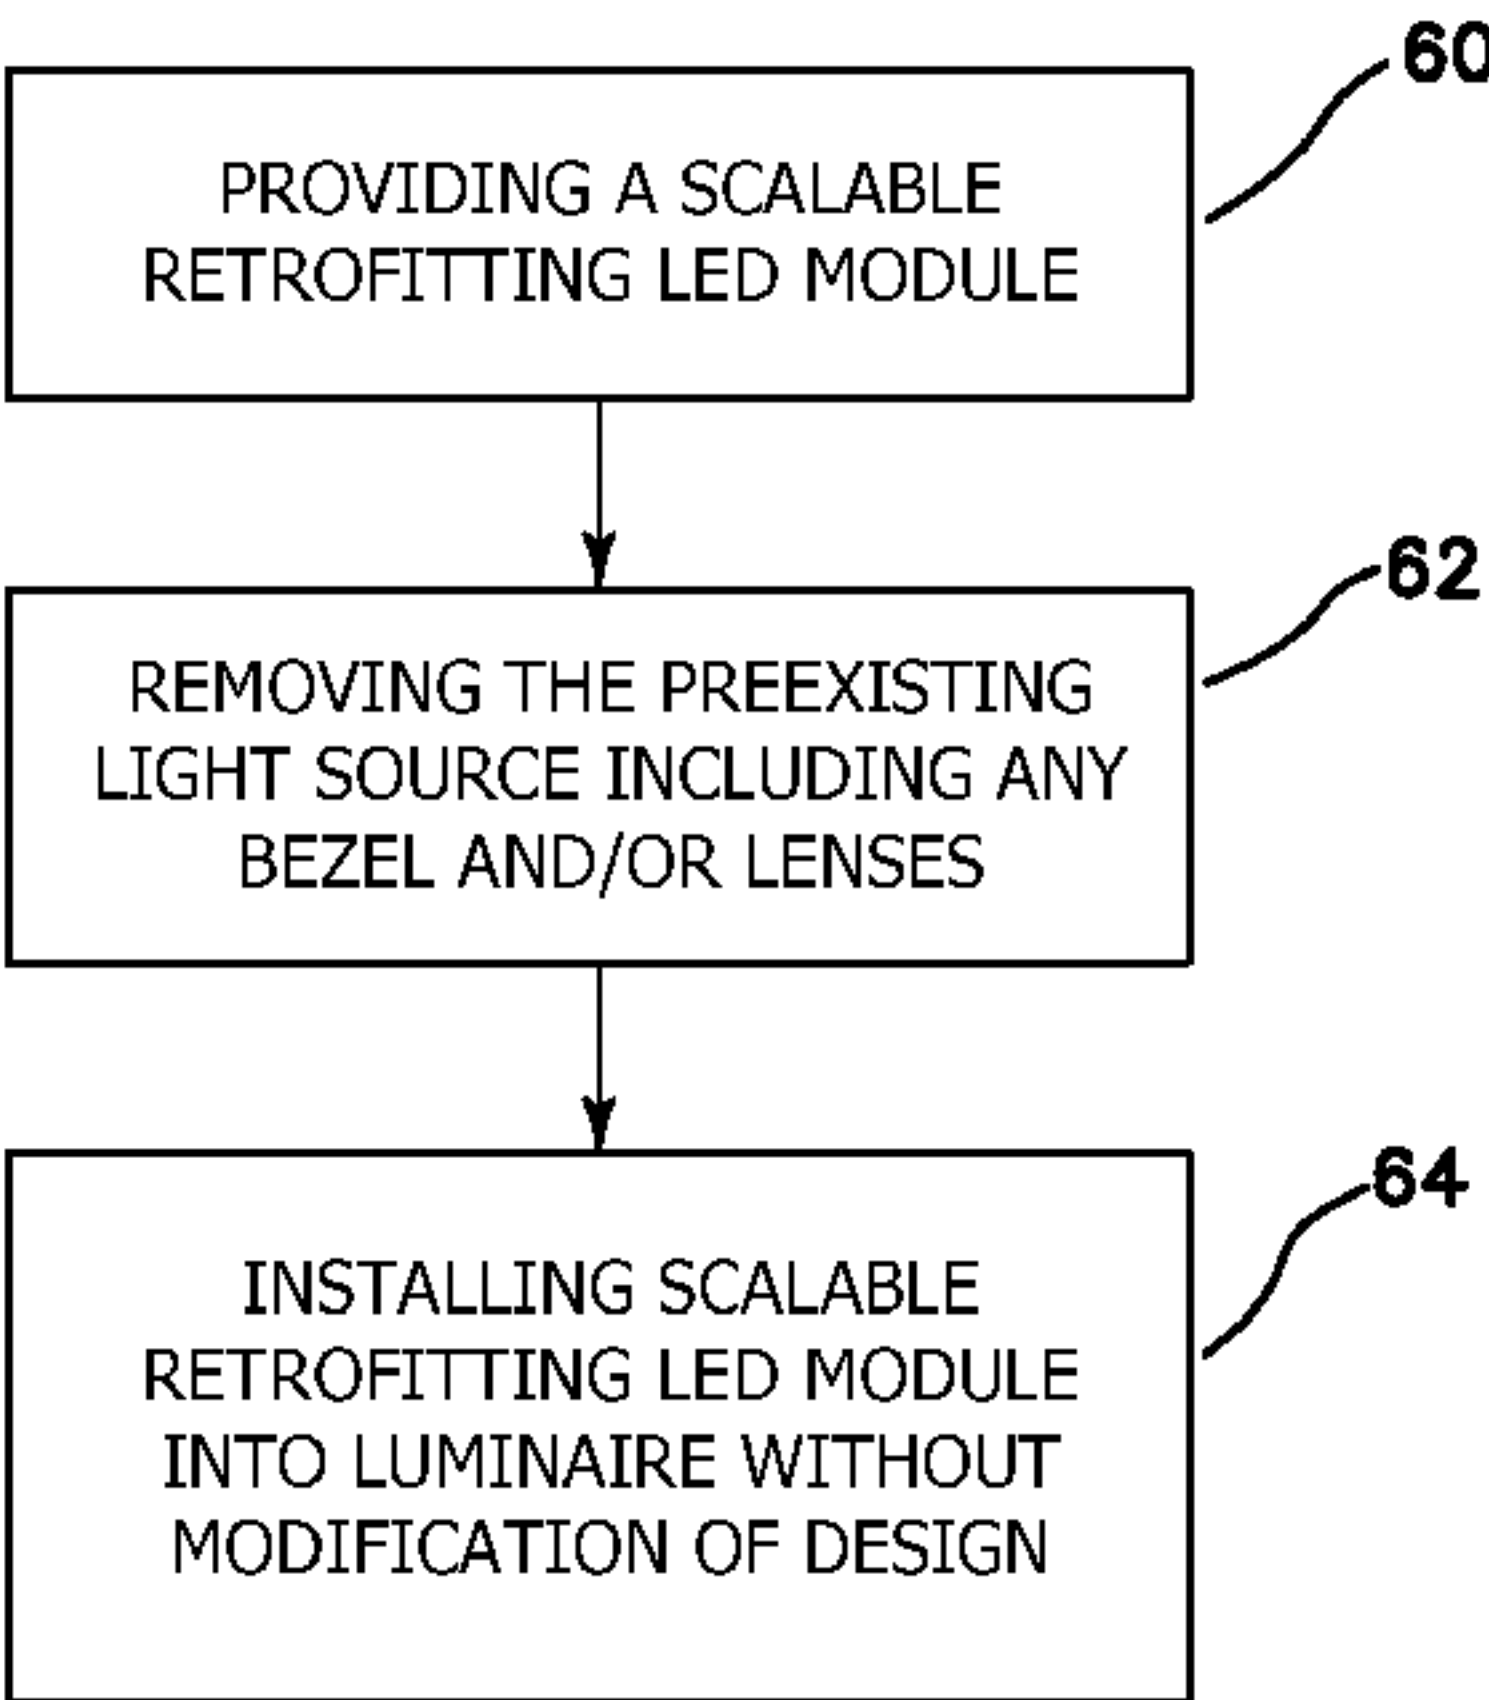 60
PROVIDING A SCALABLE
RETROFITTING LED MODULE
62
REMOVING THE PREEXISTING
LIGHT SOURCE INCLUDING ANY
BEZEL AND/OR LENSES
64
INSTALLING SCALABLE
RETROFITTING LED MODULE
INTO LUMINAIRE WITHOUT
MODIFICATION OF DESIGN